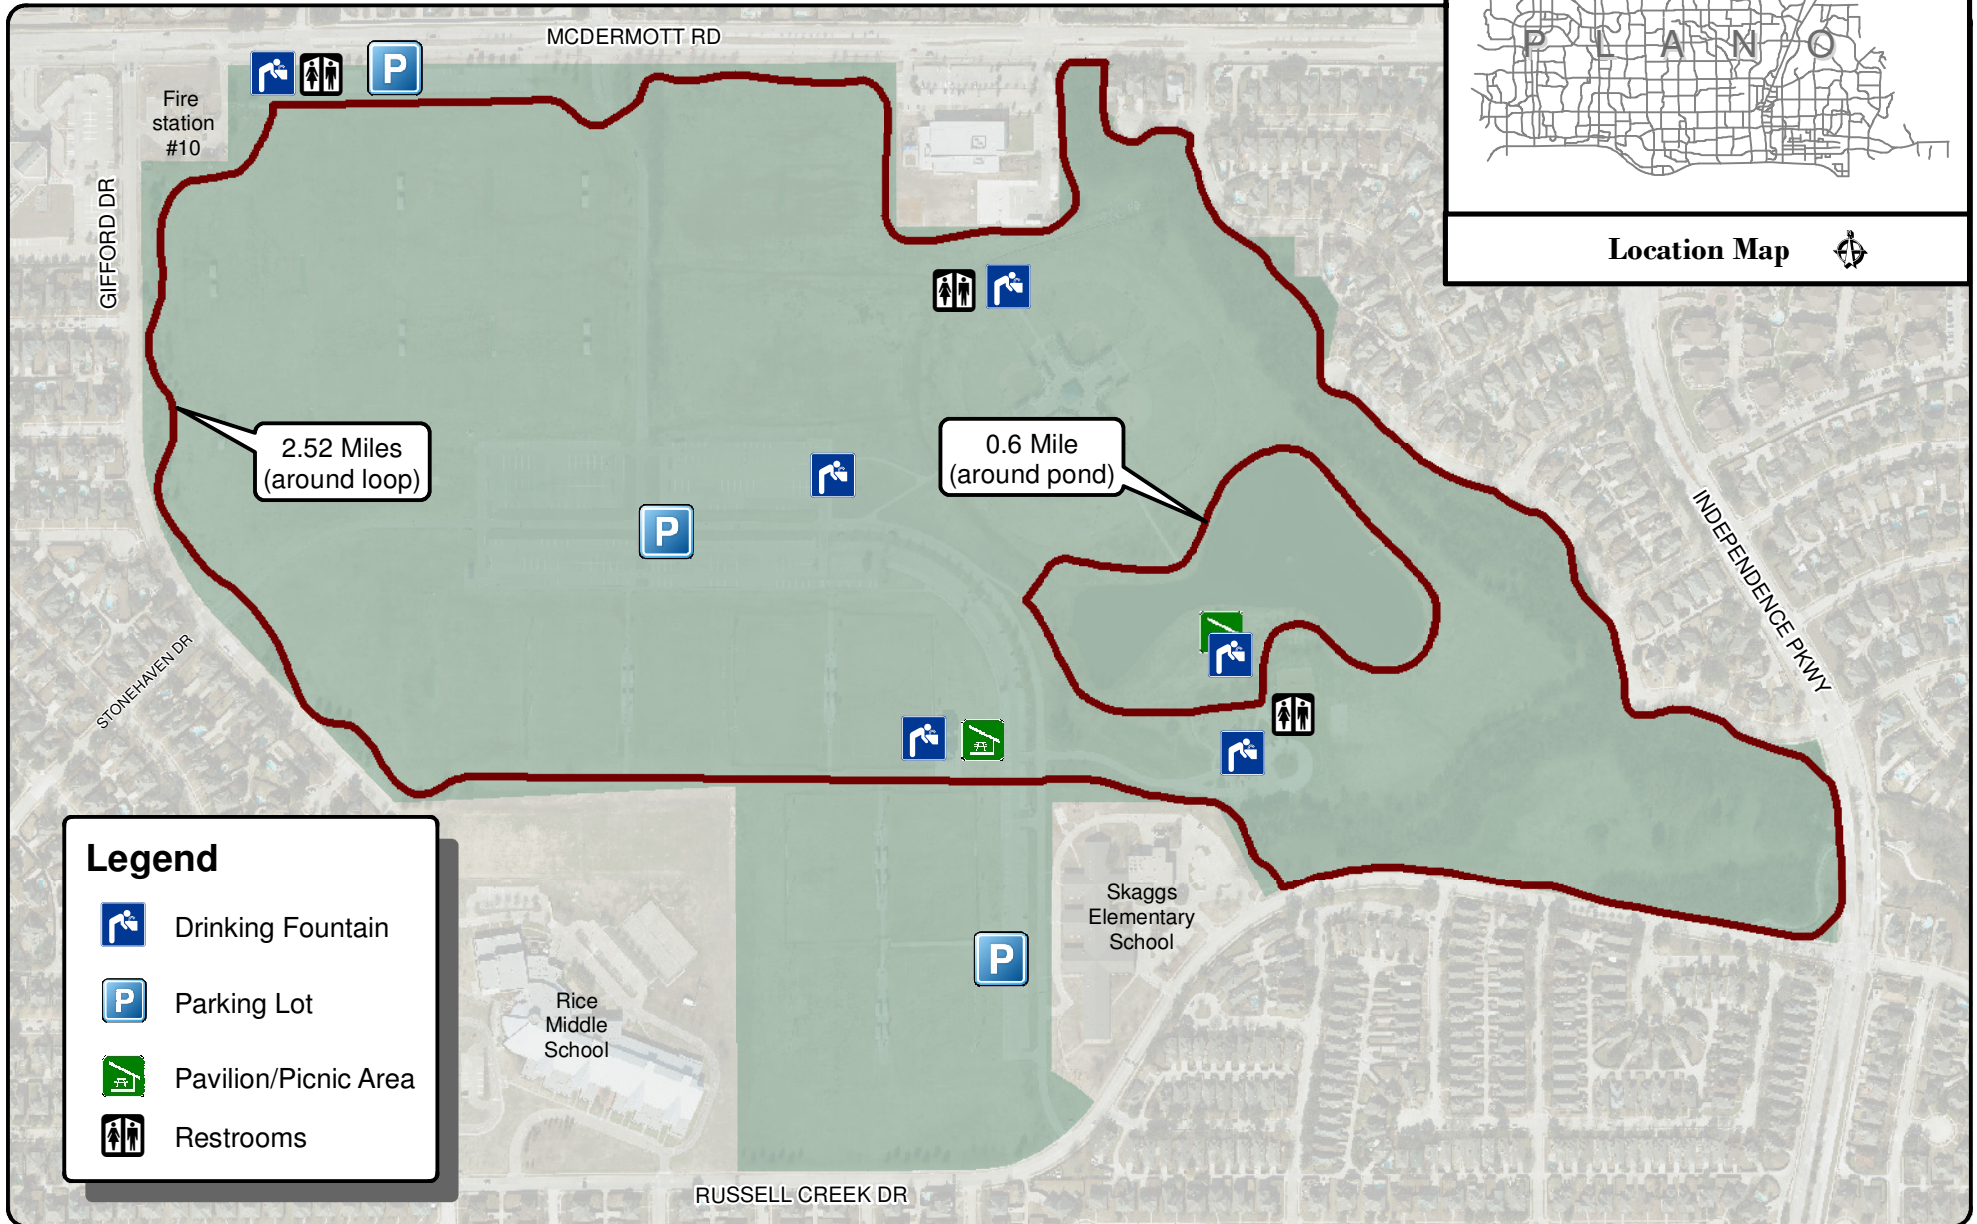 MCDERMOTT RD
P
P L A N O
Location Map
Fire
station
#10
GIFFORD DR
2.52 Miles
(around loop)
0.6 Mile
(around pond)
P
INDEPENDENCE PKWY
STONEHAVEN DR
Legend
Drinking Fountain
P
Parking Lot
Pavilion/Picnic Area
Restrooms
Skaggs
Elementary
School
P
Rice
Middle
School
RUSSELL CREEK DR